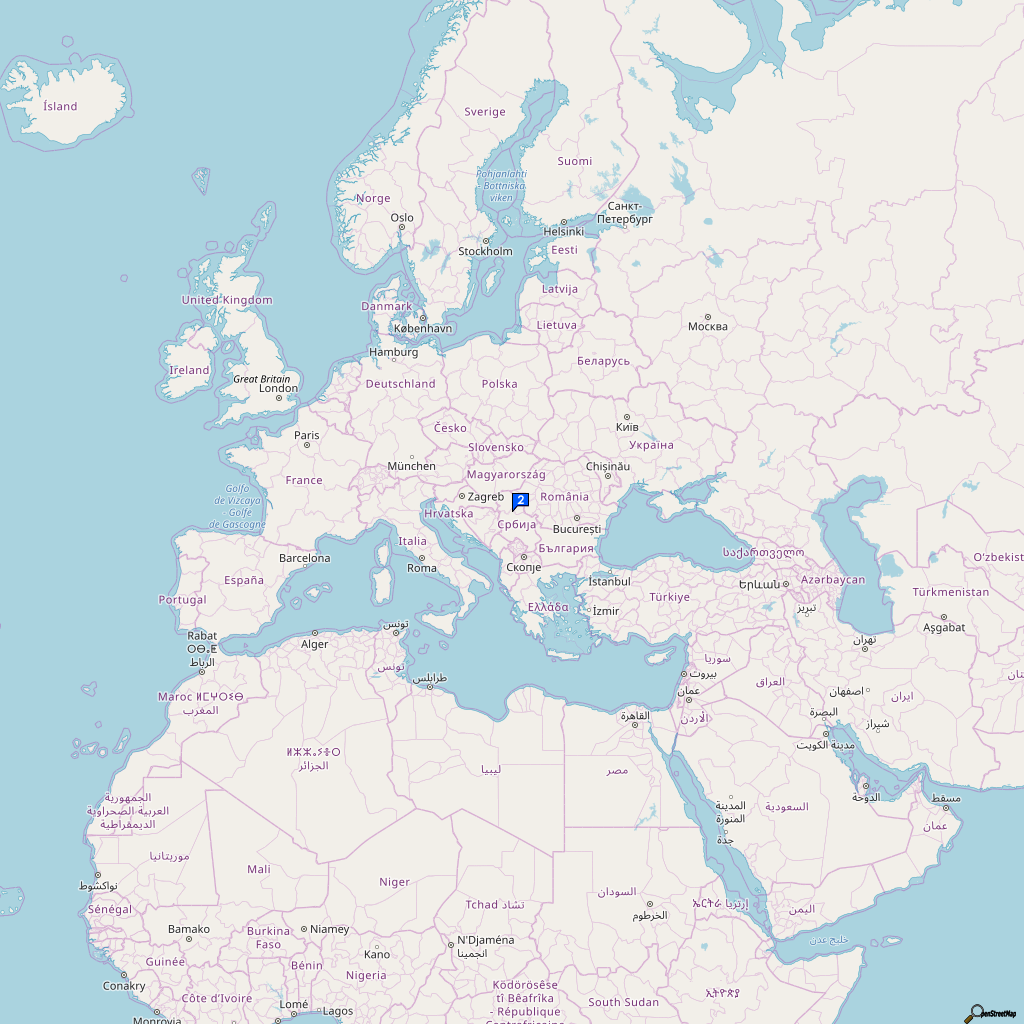 Ísland
Sverige
Suomi
Pohjanlahti
- Bottniska
viken
Norge
Oslo
Санкт-
Петербург
Helsinki
Stockholm
Eesti
Latvija
United Kingdom
Danmark
København
Lietuva
Москва
Hamburg
Беларусь
Ireland
Great Britain
London
Deutschland
Polska
Česko
Київ
Україна
Paris
Slovensko
München
Magyarország
Chișinău
France
Golfo
de Vizcaya
- Golfe
de Gascogne
Zagreb
2
România
Hrvatska
Србија
București
Italia
България
Roma
Скопје
Barcelona
España
Portugal
İstanbul
Ελλάδα
İzmir
Türkiye
საქართველო
Երևան
Azərbaycan
تبریز
O'zbekiston
Türkmenistan
Aşgabat
تهران
Rabat
ⵔⴱⴰⵟ
الرباط
Alger
تونس
تونس
طرابلس
سوريا
بيروت
عمان
الأردن
العراق
اصفهان
ایران
البصرة
شیراز
مدينة الكويت
القاهرة
Maroc ⵍⵎⵖⵔⵉⴱ
المغرب
ⵍⵣⵣⴰⵢⴻⵔ
الجزائر
ليبيا
مصر
المدينة
المنورة
جدة
السعودية
الدوحة
مسقط
عمان
الجمهورية
العربية الصحراوية
الديمقراطية
موريتانيا
نواكشوط
Mali
Niger
Tchad تشاد
السودان
الخرطوم
ኤርትራ إرتريا
اليمن
خليج عدن
Sénégal
Bamako
Burkina
Faso
Niamey
Kano
N'Djaména
انجمينا
Guinée
Bénin
Nigeria
Conakry
Côte d'Ivoire
Lomé
Lagos
Monrovia
Ködörösêse
tî Bêafrîka
- République
Centrafricaine
South Sudan
ኢትዮጵያ
OpenStreetMap